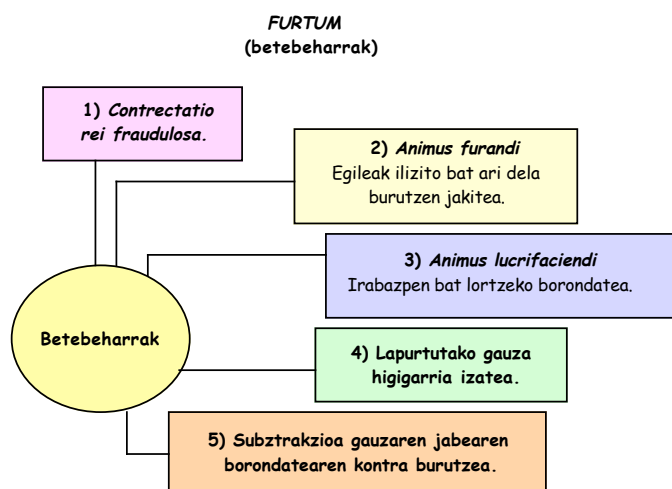 FURTUM
(betebeharrak)
1) Contrectatio
rei fraudulosa.
2) Animus furandi
Egileak ilizito bat ari dela
burutzen jakitea.
3) Animus lucrifaciendi
Irabazpen bat lortzeko borondatea.
Betebeharrak
4) Lapurtutako gauza
higigarria izatea.
5) Subztrakzioa gauzaren jabearen
borondatearen kontra burutzea.